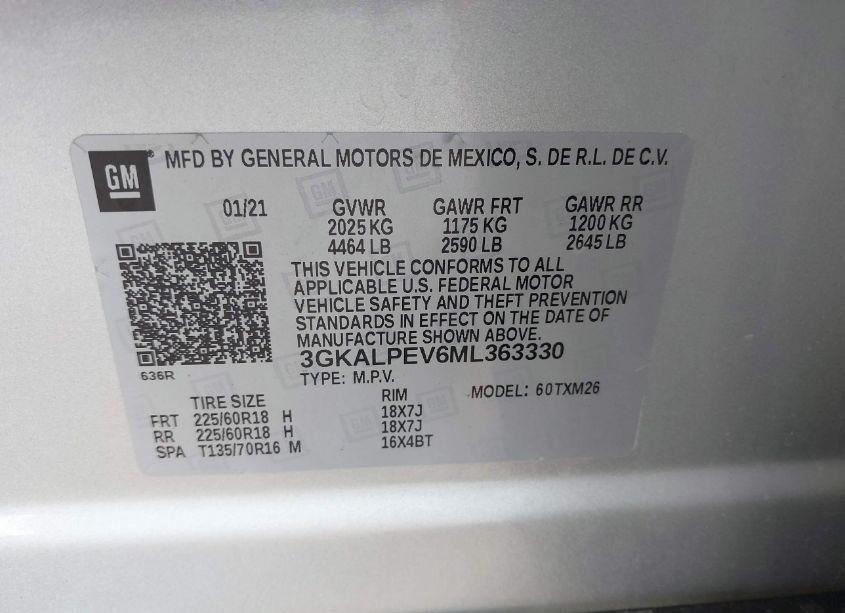 GM® MFD BY GENERAL MOTORS DE MEXICO, S. DE R.L. DE C.V.
01/21 GVWR GAWR FRT GAWR RR
2025 KG 1175 KG 1200 KG
4464 LB 2590 LB 2645 LB
THIS VEHICLE CONFORMS TO ALL
APPLICABLE U.S. FEDERAL MOTOR
VEHICLE SAFETY AND THEFT PREVENTION
STANDARDS IN EFFECT ON THE DATE OF
MANUFACTURE SHOWN ABOVE.
3GKALPEV6ML363330
636R TYPE: M.P.V. MODEL: 60TXM26
TIRE SIZE RIM
FRT 225/60R18 H 18X7J
RR 225/60R18 H 18X7J
SPA T135/70R16 M 16X4BT